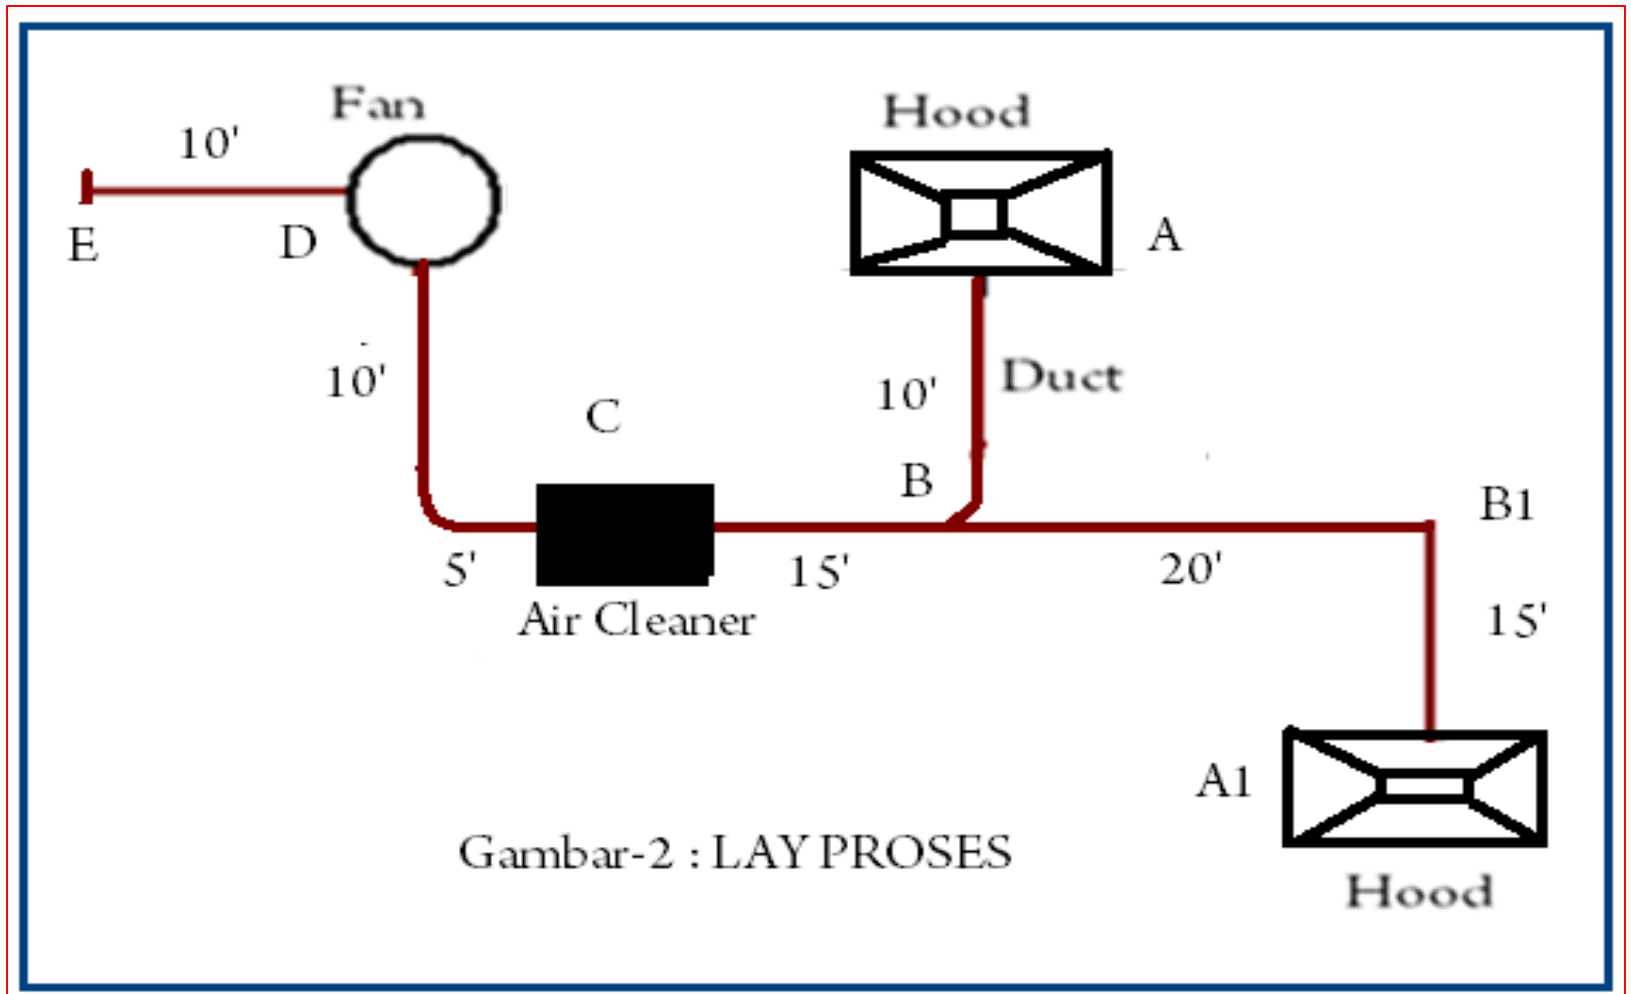 Fan
Hood
10'
E
D
A
10'
10'
Duct
C
B
B1
5'
15'
20'
15'
Air Cleaner
A1
Gambar-2 : LAY PROSES
Hood